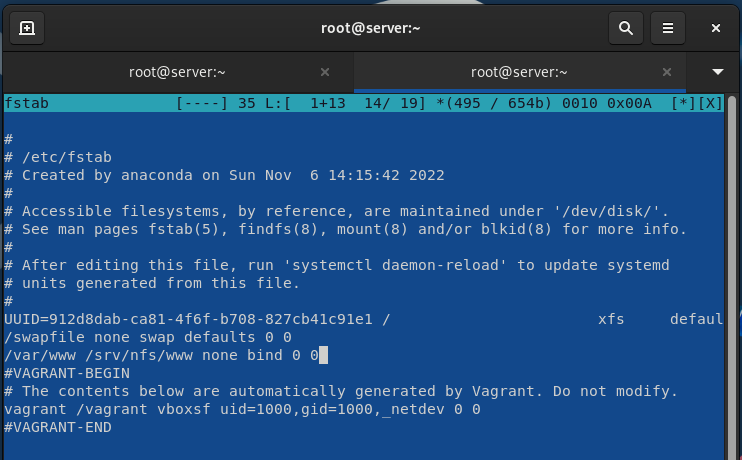 root@server:~
root@server:~ × root@server:~ ×
fstab [----] 35 L:[ 1+13 14/ 19] *(495 / 654b) 0010 0x00A [*][X]
#
# /etc/fstab
# Created by anaconda on Sun Nov 6 14:15:42 2022
#
# Accessible filesystems, by reference, are maintained under '/dev/disk/'.
# See man pages fstab(5), findfs(8), mount(8) and/or blkid(8) for more info.
#
# After editing this file, run 'systemctl daemon-reload' to update systemd
# units generated from this file.
#
UUID=912d8dab-ca81-4f6f-b708-827cb41c91e1 / xfs defaul
/swapfile none swap defaults 0 0
/var/www /srv/nfs/www none bind 0 0
#VAGRANT-BEGIN
# The contents below are automatically generated by Vagrant. Do not modify.
vagrant /vagrant vboxsf uid=1000,gid=1000,_netdev 0 0
#VAGRANT-END